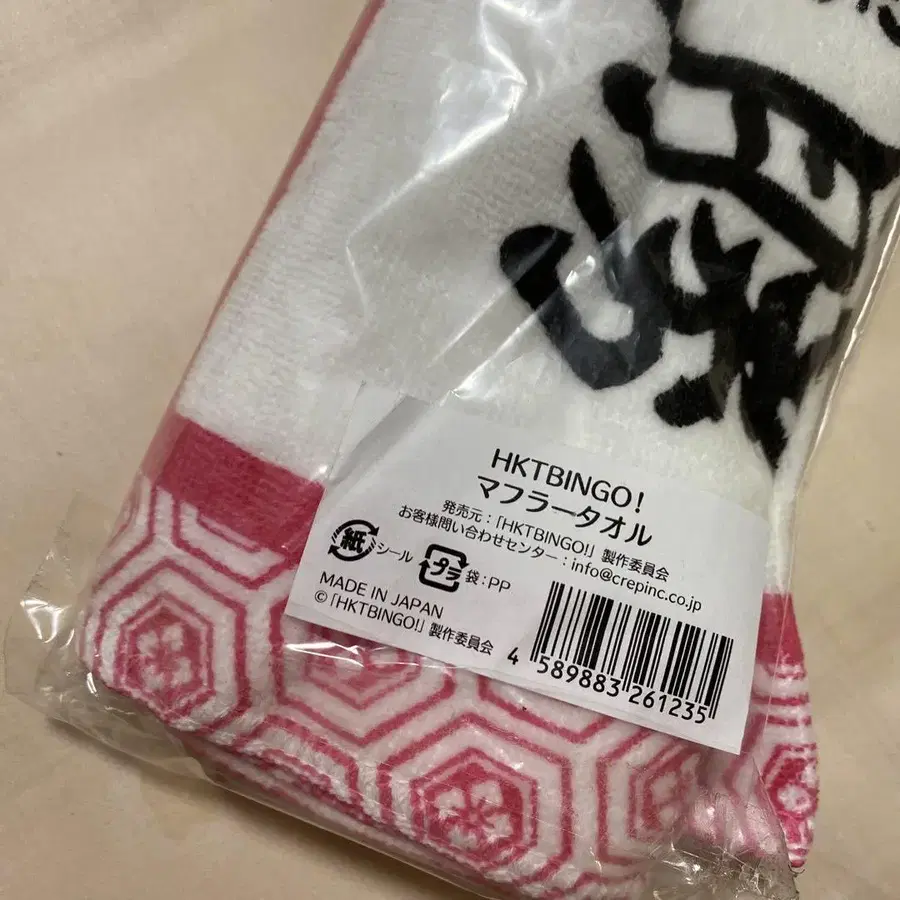 HKTBINGO!
マフラータオル
発売元:「HKTBINGO!」製作委員会
お客様問い合わせセンター:info@crepinc.co.jp
紙 シール プラ 袋:PP
MADE IN JAPAN
©「HKTBINGO!」製作委員会
4 589883 261235